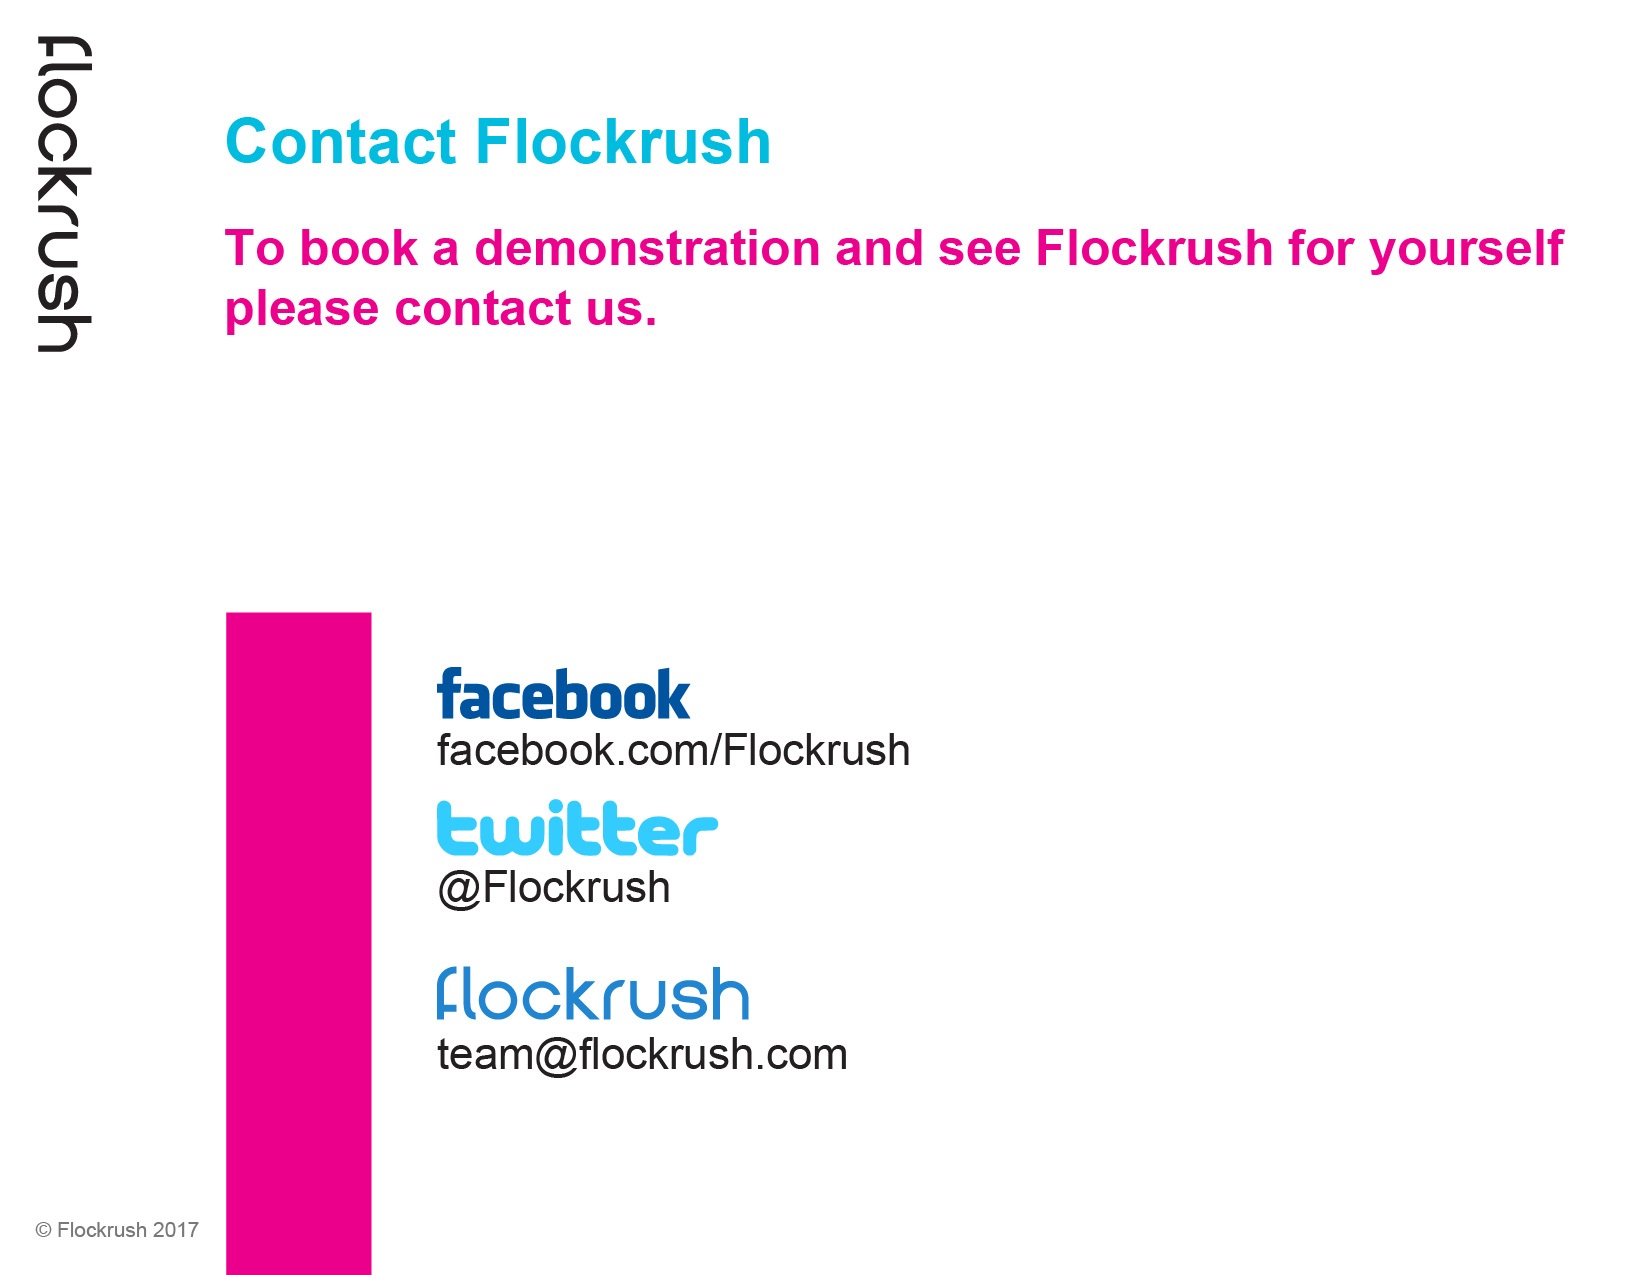 flockrush
Contact Flockrush
To book a demonstration and see Flockrush for yourself
please contact us.
facebook
facebook.com/Flockrush
twitter
@Flockrush
flockrush
team@flockrush.com
© Flockrush 2017